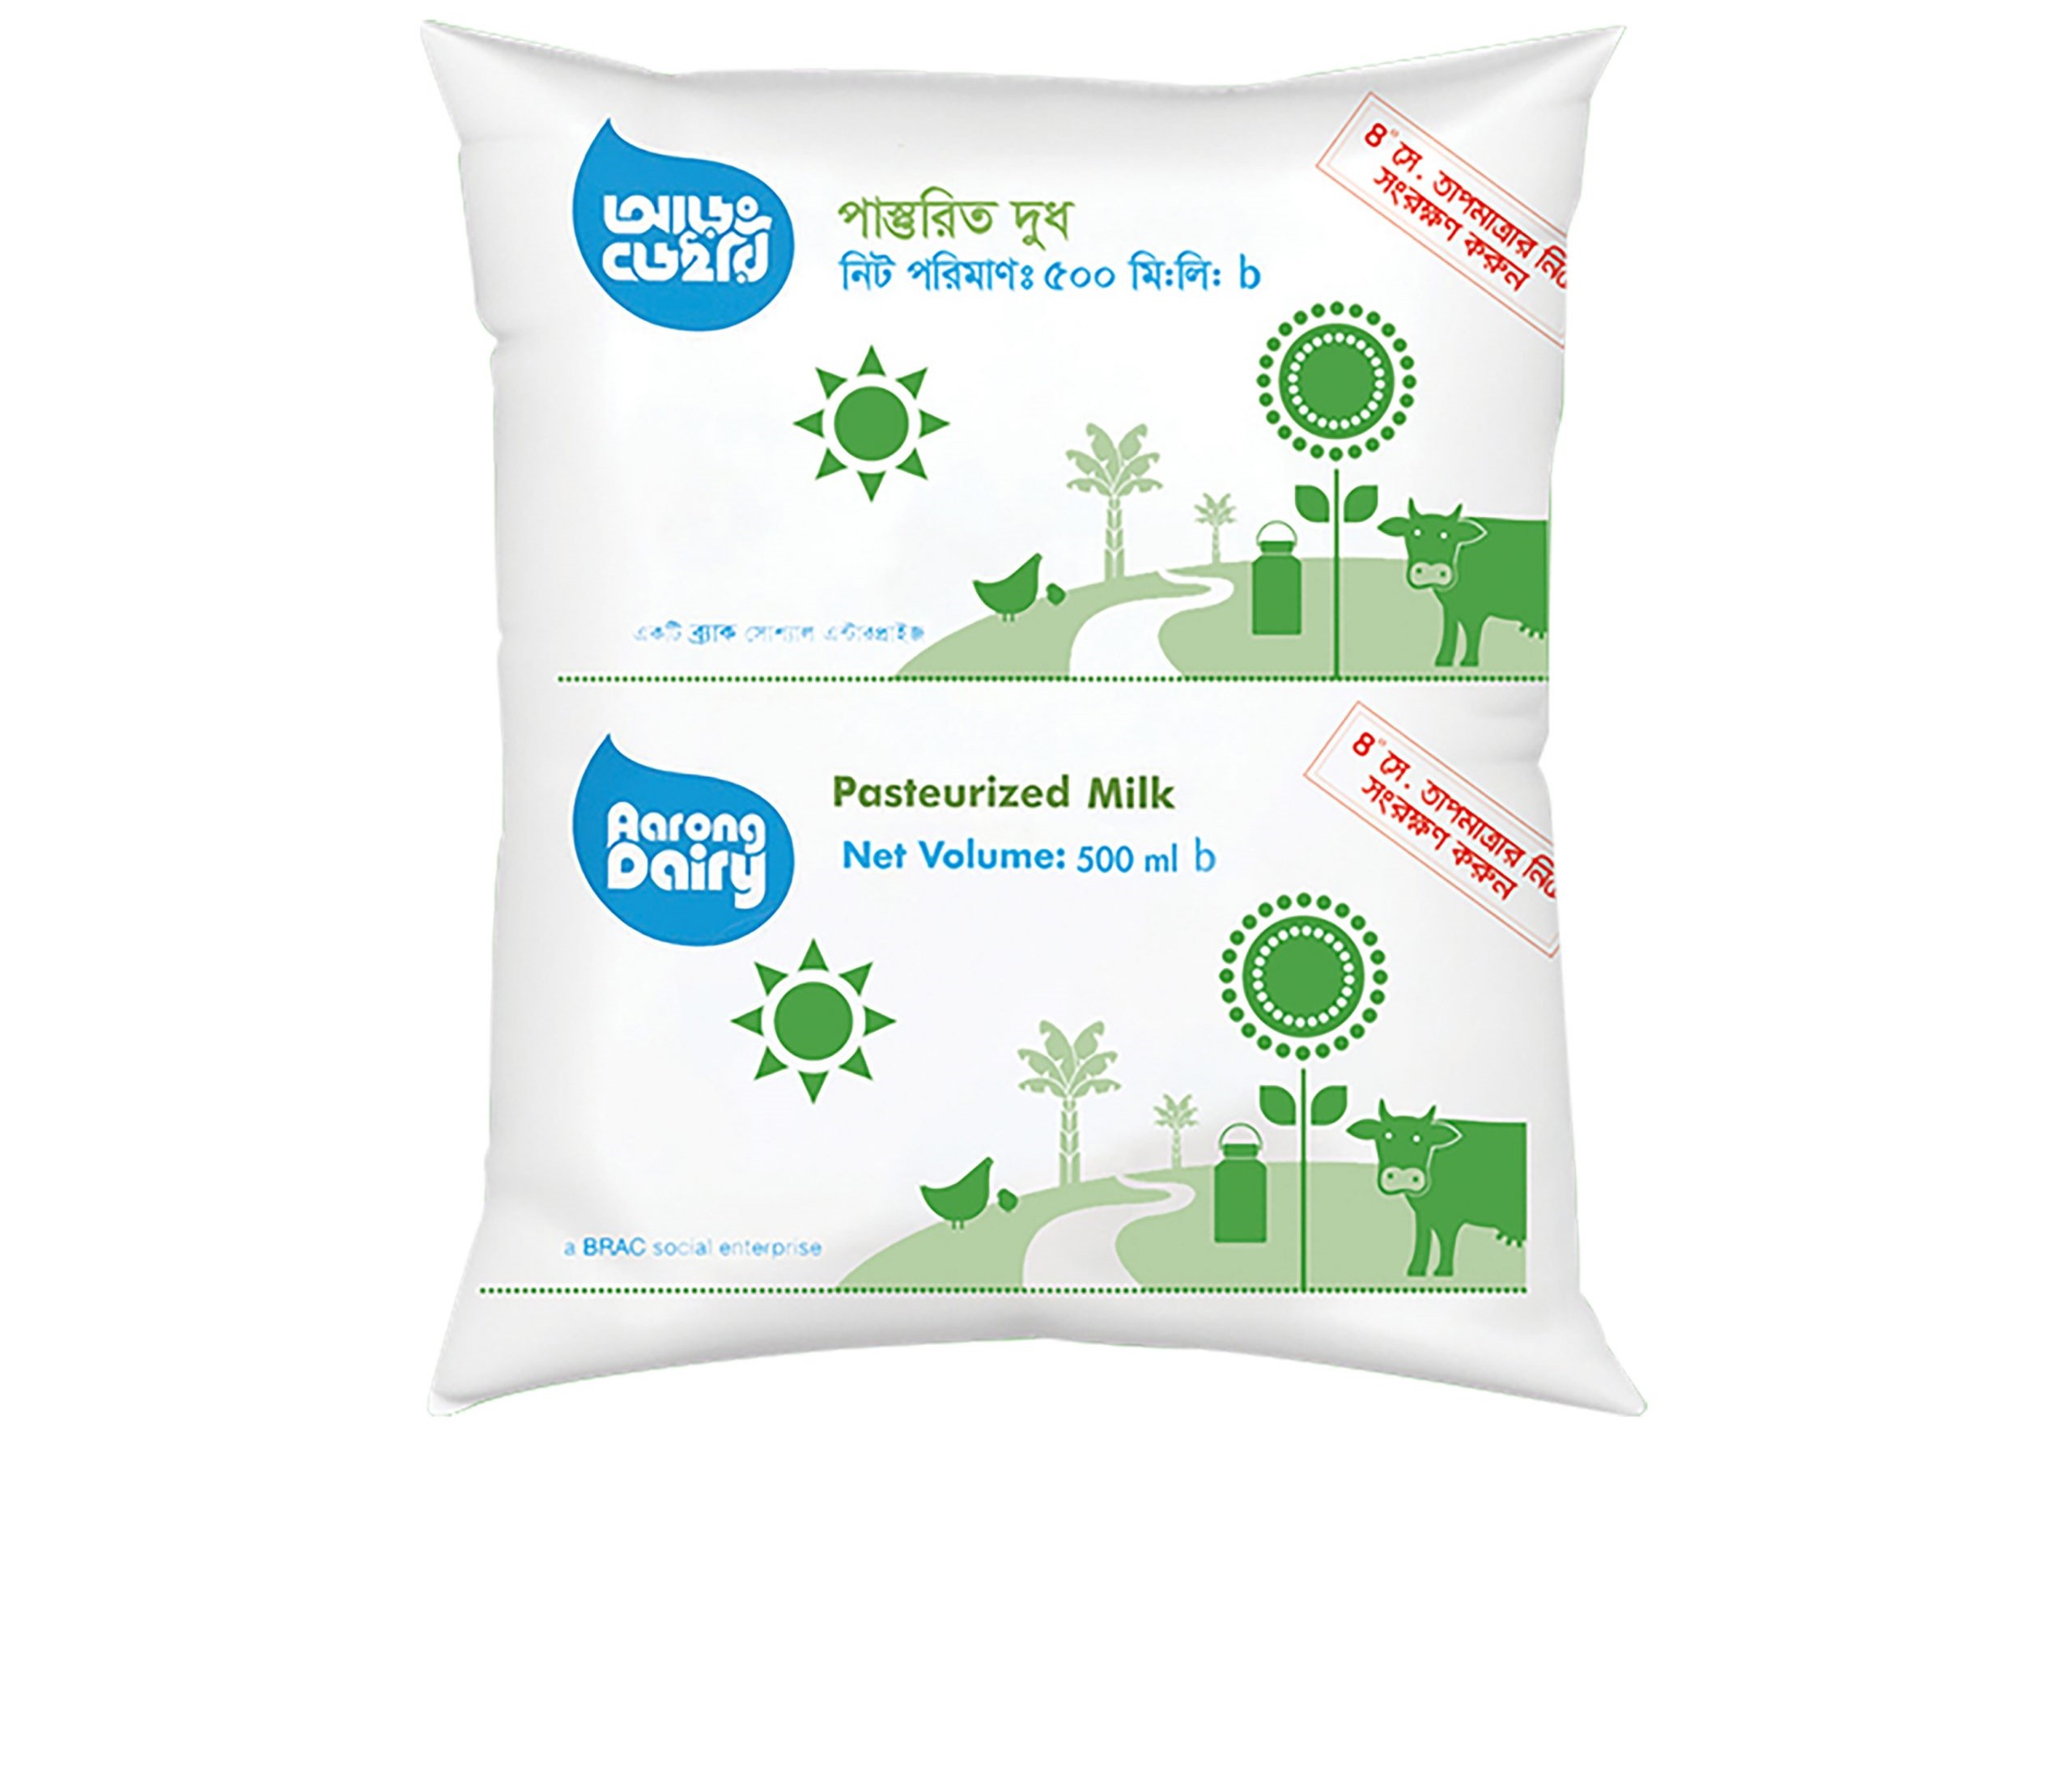 আড়ং
ডেইরি
পাস্তুরিত দুধ
নিট পরিমাণঃ ৫০০ মি:লি: b
৪° সে. তাপমাত্রার
সংরক্ষণ করুন
একটি ব্র্যাক সোশ্যাল এন্টারপ্রাইজ
Aarong
Dairy
Pasteurized Milk
Net Volume: 500 ml b
৪° সে. তাপমাত্রার
সংরক্ষণ করুন
a BRAC social enterprise